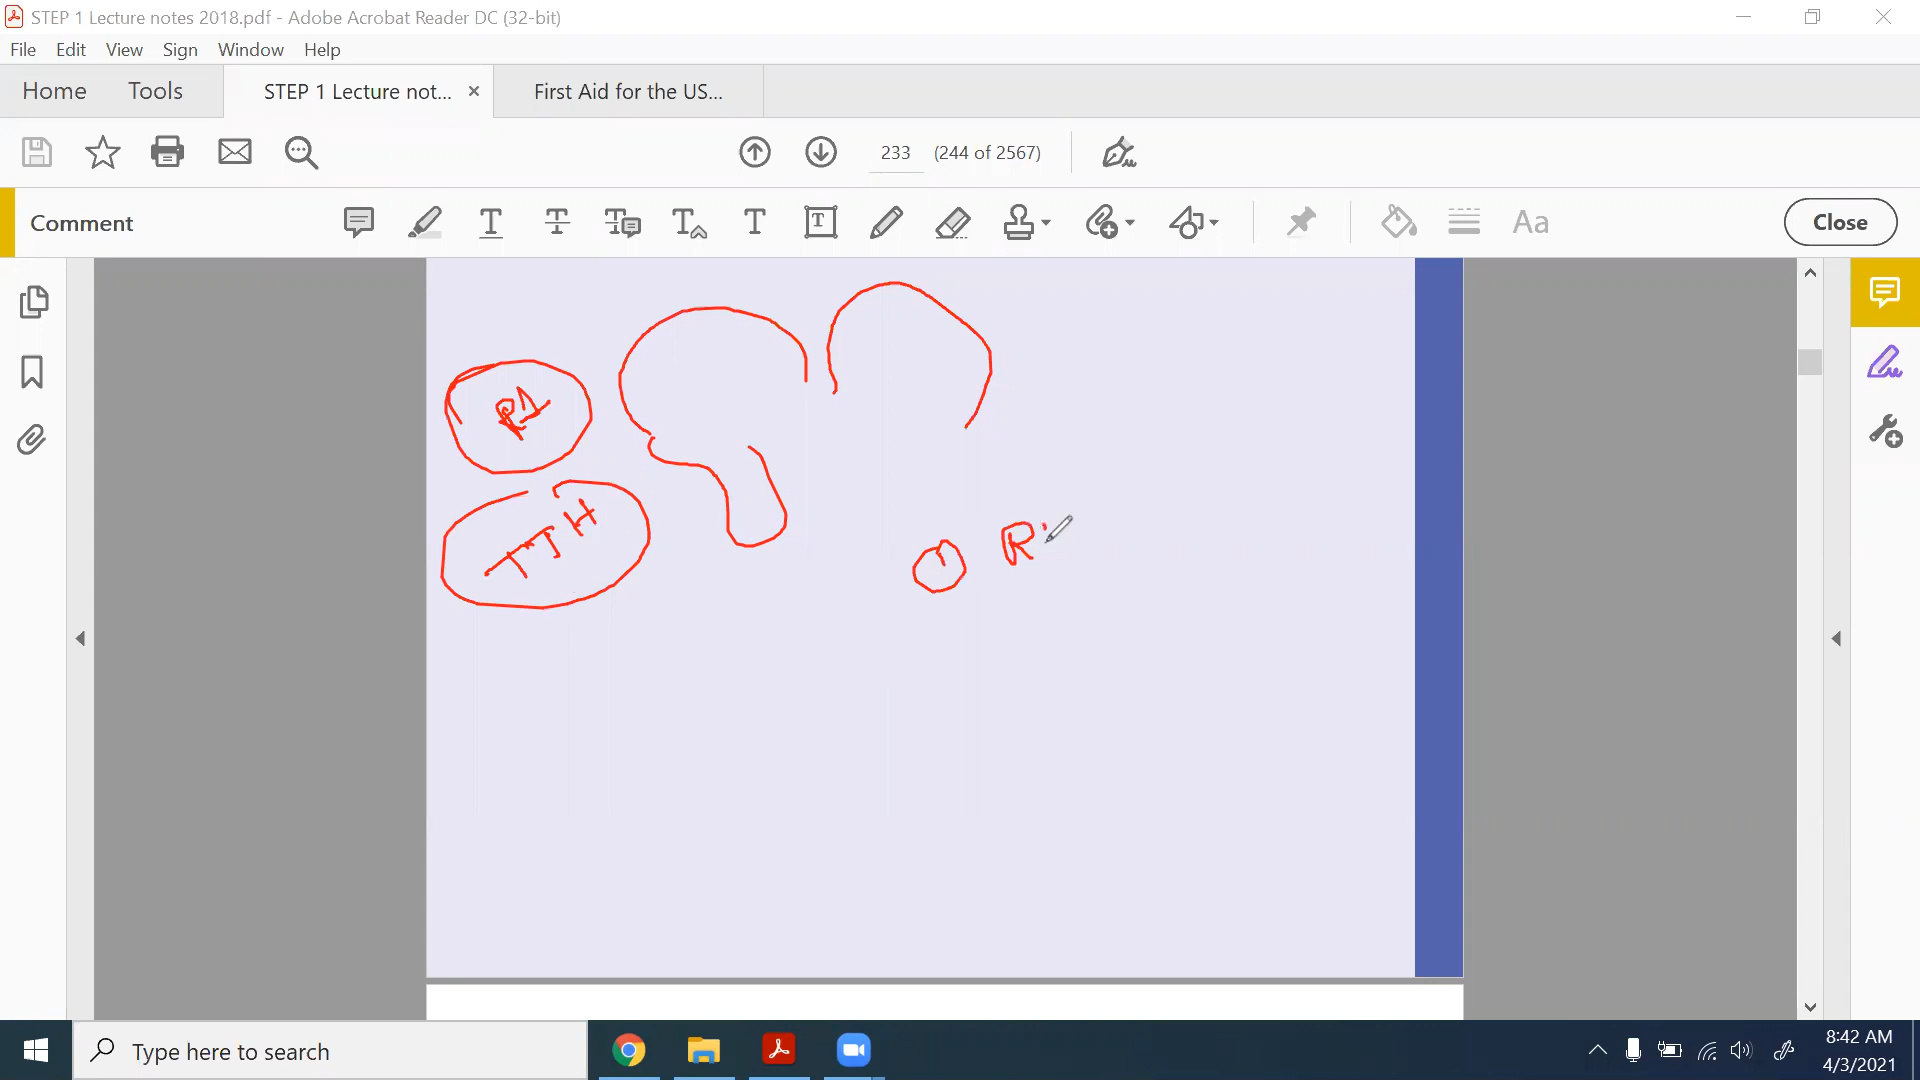 STEP 1 Lecture notes 2018.pdf - Adobe Acrobat Reader DC (32-bit)
File Edit View Sign Window Help
Home Tools STEP 1 Lecture not... × First Aid for the US...
233 (244 of 2567)
Comment Aa Close
TTH
R
Type here to search
8:42 AM
4/3/2021